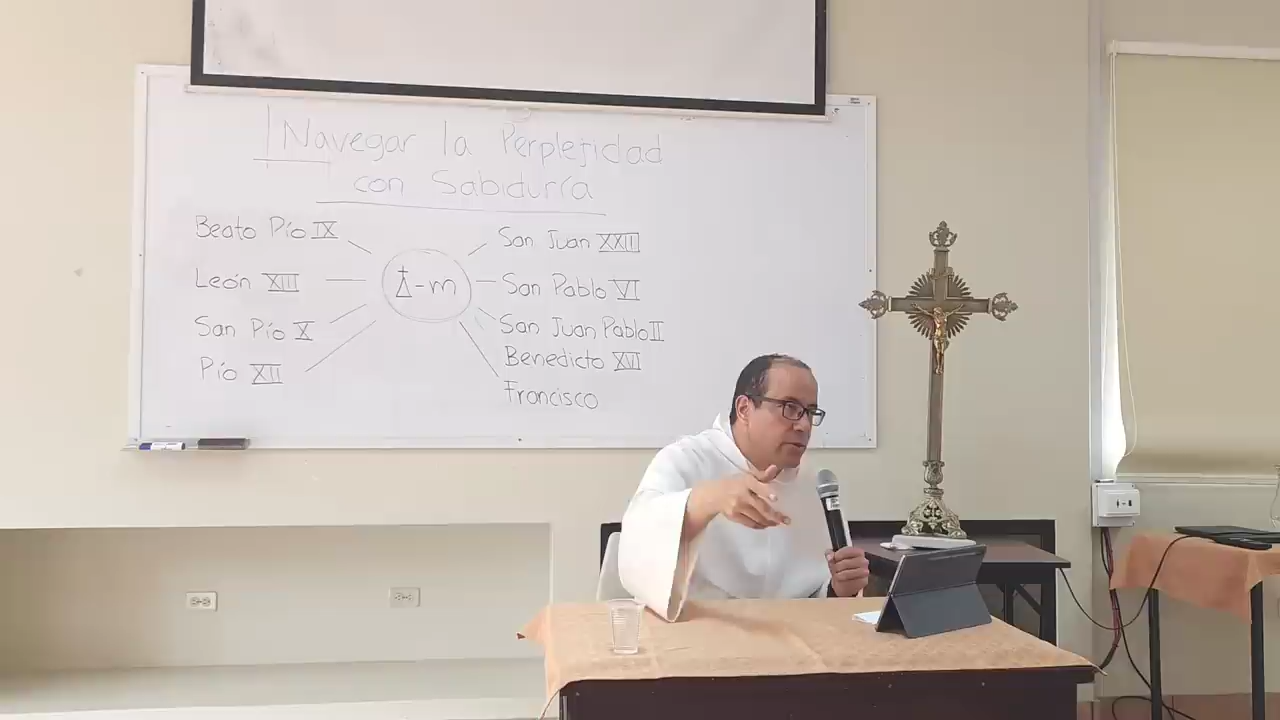 Navegar la Perplejidad
con Sabiduría
Beato Pío IX
León XIII
San Pío X
Pío XII
Δ-m
San Juan XXIII
San Pablo VI
San Juan Pablo II
Benedicto XVI
Francisco